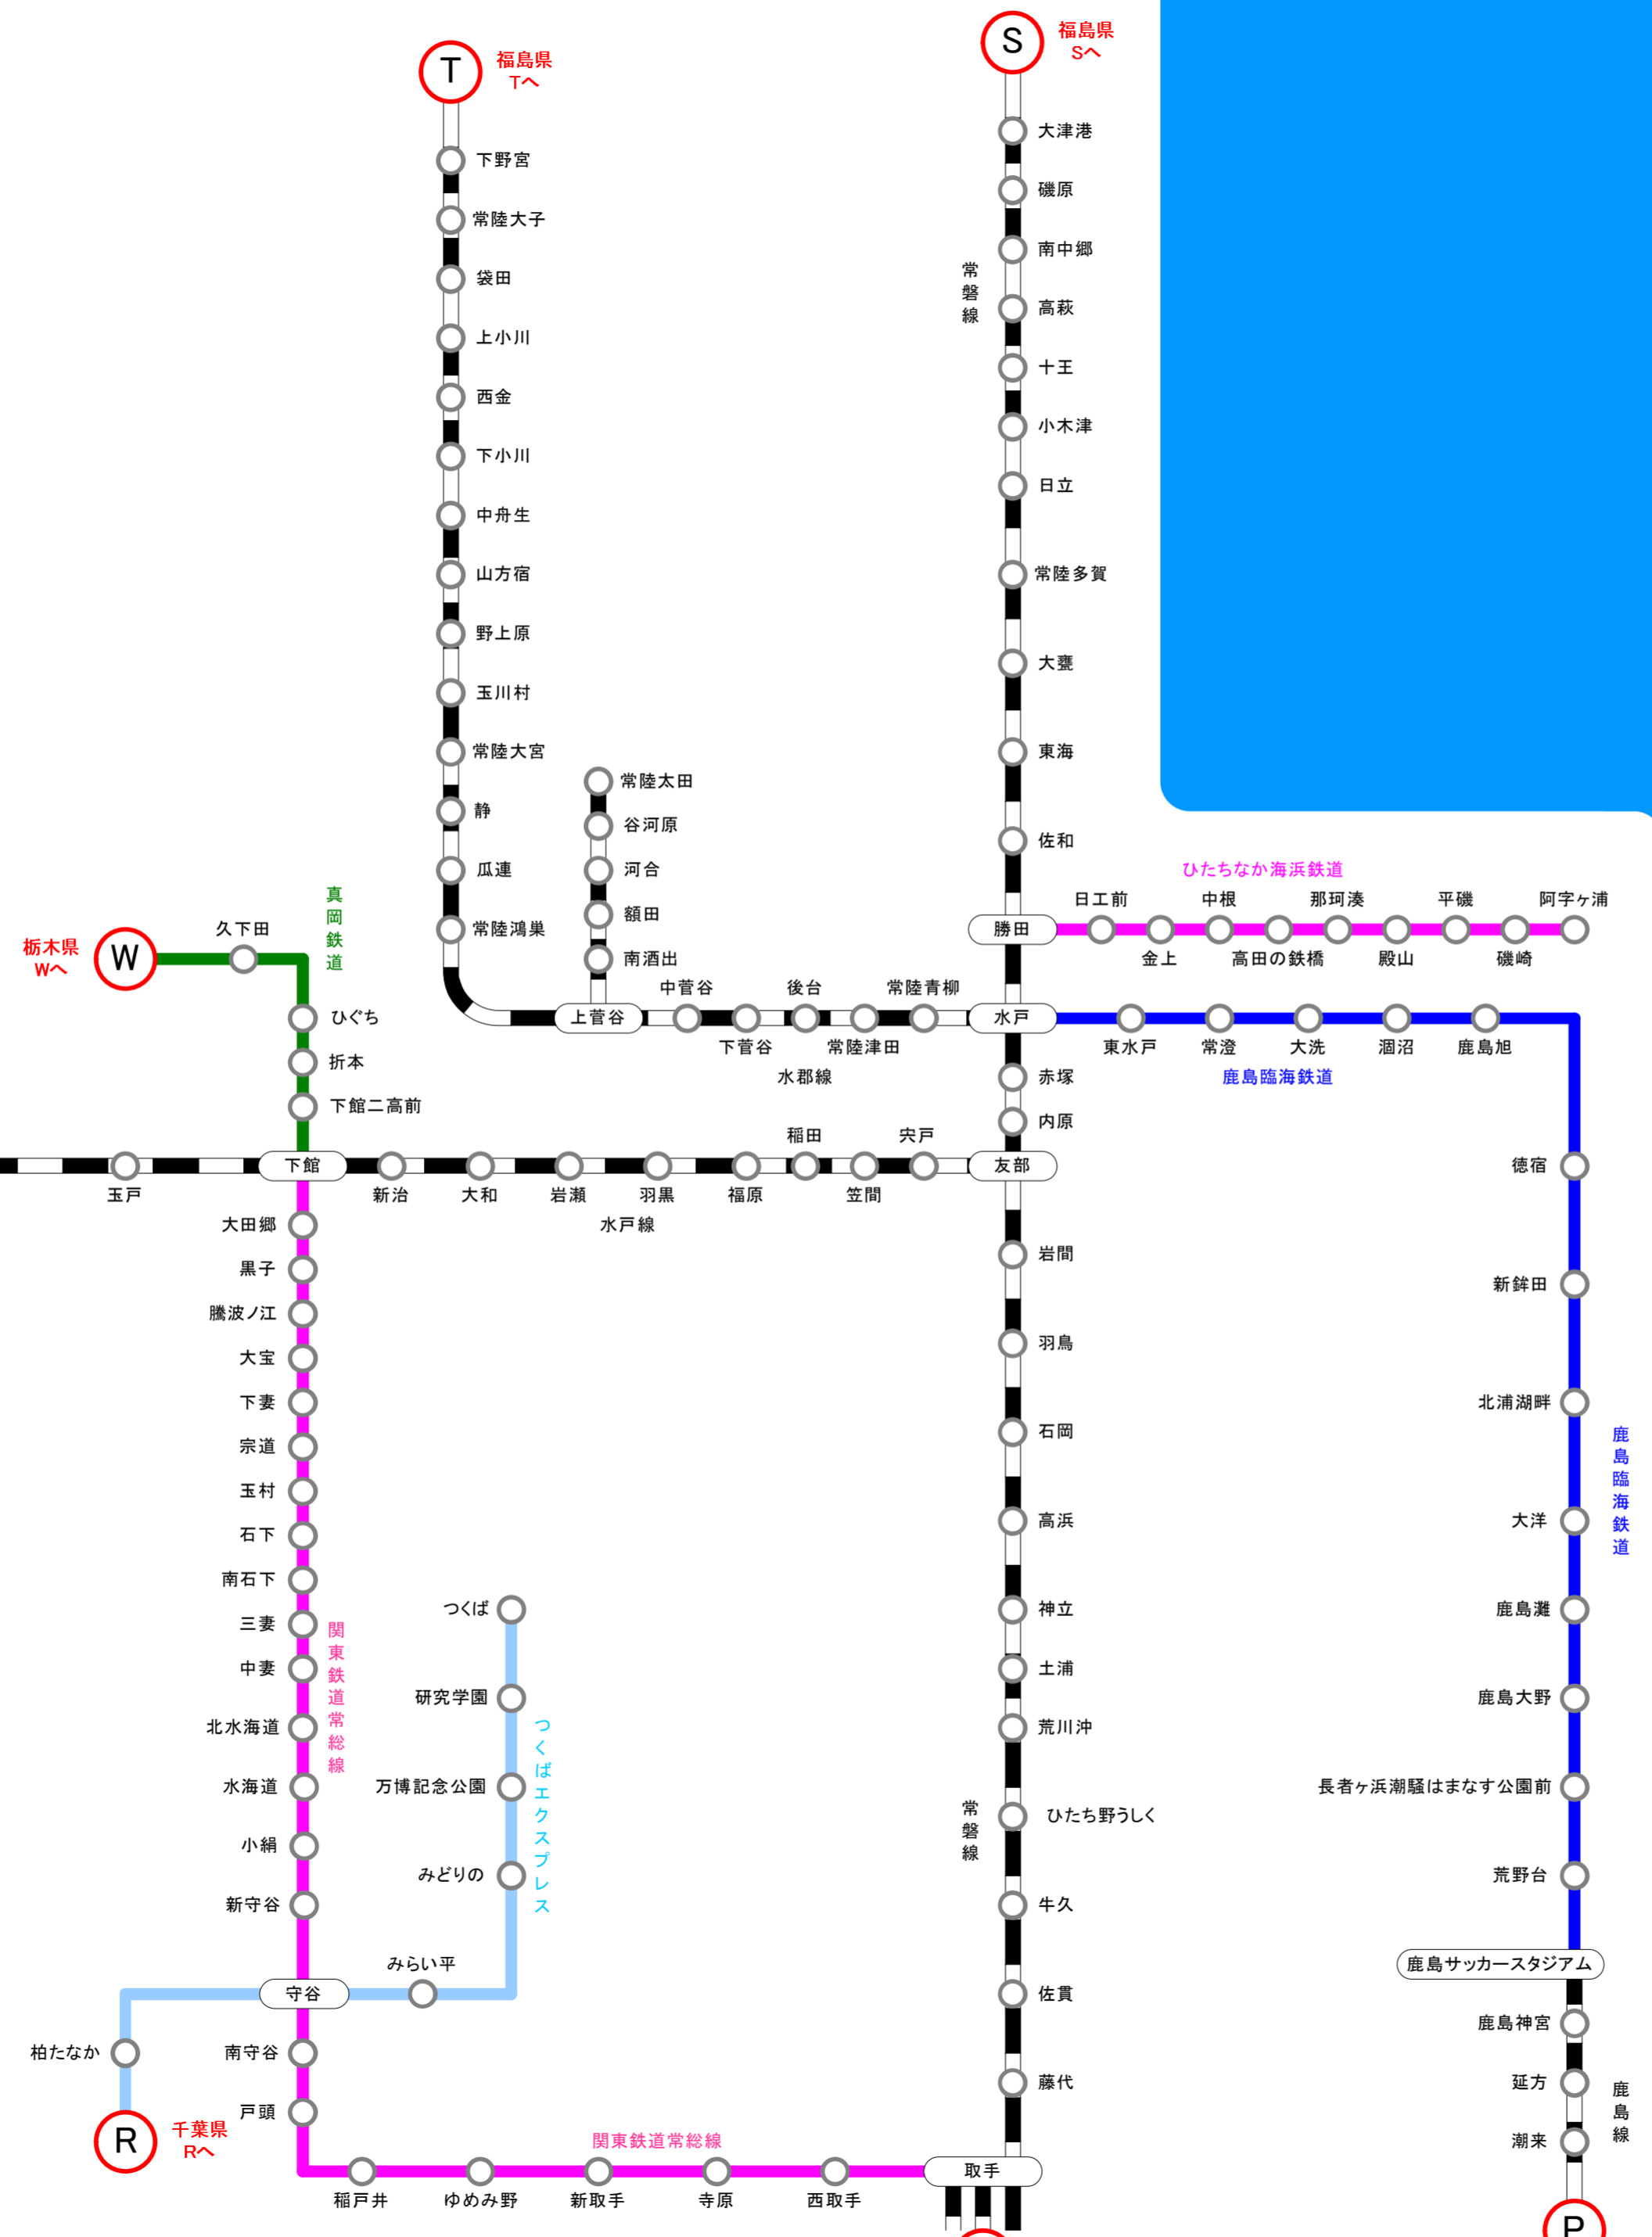 T
福島県
Tへ
S
福島県
Sへ
下野宮
常陸大子
袋田
上小川
西金
下小川
中舟生
山方宿
野上原
玉川村
常陸大宮
静
瓜連
常陸鴻巣
常陸太田
谷河原
河合
額田
南酒出
上菅谷
中菅谷
下菅谷
後台
常陸津田
常陸青柳
水郡線
大津港
磯原
南中郷
高萩
十王
小木津
日立
常陸多賀
大甕
東海
佐和
常磐線
勝田
水戸
赤塚
内原
友部
ひたちなか海浜鉄道
日工前
金上
中根
高田の鉄橋
那珂湊
殿山
平磯
磯崎
阿字ヶ浦
東水戸
常澄
大洗
涸沼
鹿島旭
鹿島臨海鉄道
栃木県
Wへ
W
久下田
真岡鉄道
ひぐち
折本
下館二高前
玉戸
下館
新治
大和
岩瀬
羽黒
福原
稲田
笠間
宍戸
水戸線
大田郷
黒子
騰波ノ江
大宝
下妻
宗道
玉村
石下
南石下
三妻
中妻
北水海道
水海道
小絹
新守谷
関東鉄道常総線
つくば
研究学園
万博記念公園
みどりの
みらい平
つくばエクスプレス
守谷
柏たなか
R
千葉県
Rへ
南守谷
戸頭
稲戸井
ゆめみ野
新取手
寺原
西取手
関東鉄道常総線
取手
岩間
羽鳥
石岡
高浜
神立
土浦
荒川沖
ひたち野うしく
牛久
佐貫
藤代
常磐線
徳宿
新鉾田
北浦湖畔
大洋
鹿島灘
鹿島大野
長者ヶ浜潮騒はまなす公園前
荒野台
鹿島臨海鉄道
鹿島サッカースタジアム
鹿島神宮
延方
潮来
鹿島線
P